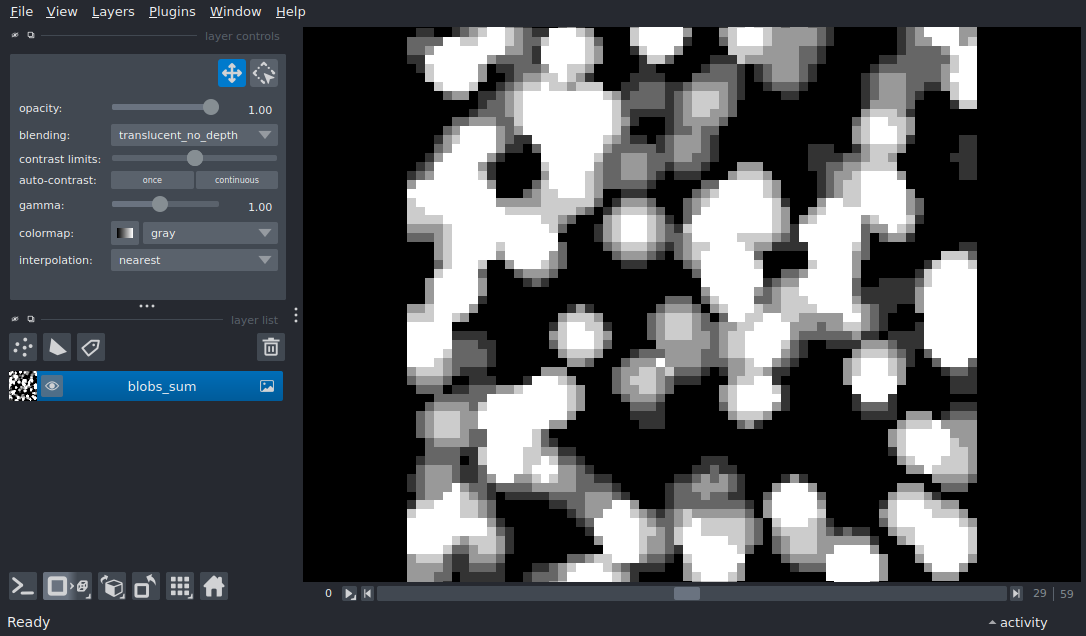 File View Layers Plugins Window Help
layer controls
opacity: 1.00
blending: translucent_no_depth
contrast limits:
auto-contrast: once continuous
gamma: 1.00
colormap: gray
interpolation: nearest
layer list
blobs_sum
0 29 59
Ready activity